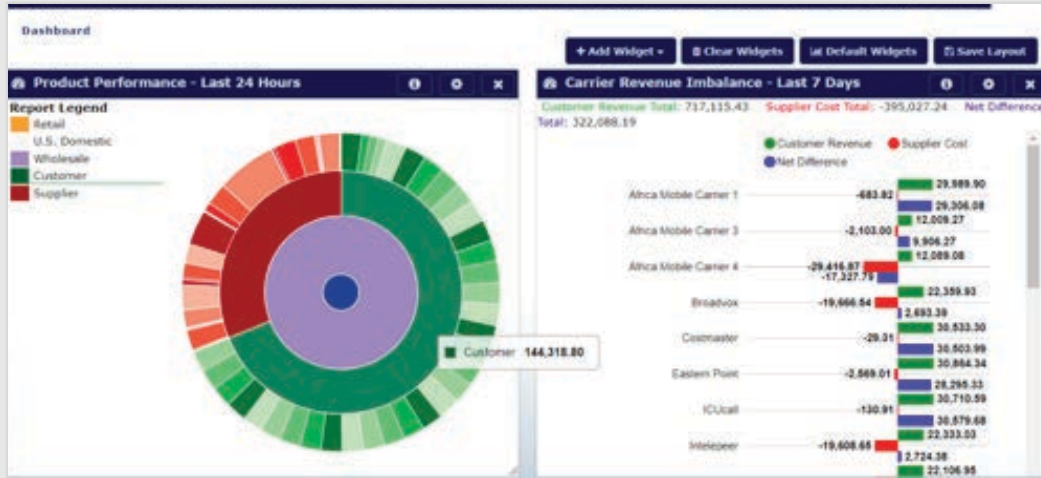 Dashboard
+ Add Widget
Clear Widgets
Default Widgets
Save Layout
Product Performance - Last 24 Hours
Report Legend
Retail
U.S. Domestic
Wholesale
Customer
Supplier
Customer 144,318.80
Carrier Revenue Imbalance - Last 7 Days
Customer Revenue Total: 717,115.43 Supplier Cost Total: -395,027.24 Net Difference
Total: 322,088.19
Customer Revenue Supplier Cost
Net Difference
29,989.90
Africa Mobile Carrier 1 -683.82
29,306.08
12,009.27
Africa Mobile Carrier 3 -2,103.00
9,906.27
12,089.08
Africa Mobile Carrier 4 -29,416.87
-17,327.79
22,359.93
Broadvox -19,666.54
2,693.39
30,533.30
Costmaster -29.31
30,503.99
30,864.34
Eastern Point -2,569.01
28,295.33
30,710.59
ICUcall -130.91
30,579.68
22,333.03
Intelepeer -19,608.65
2,724.38
22,106.95